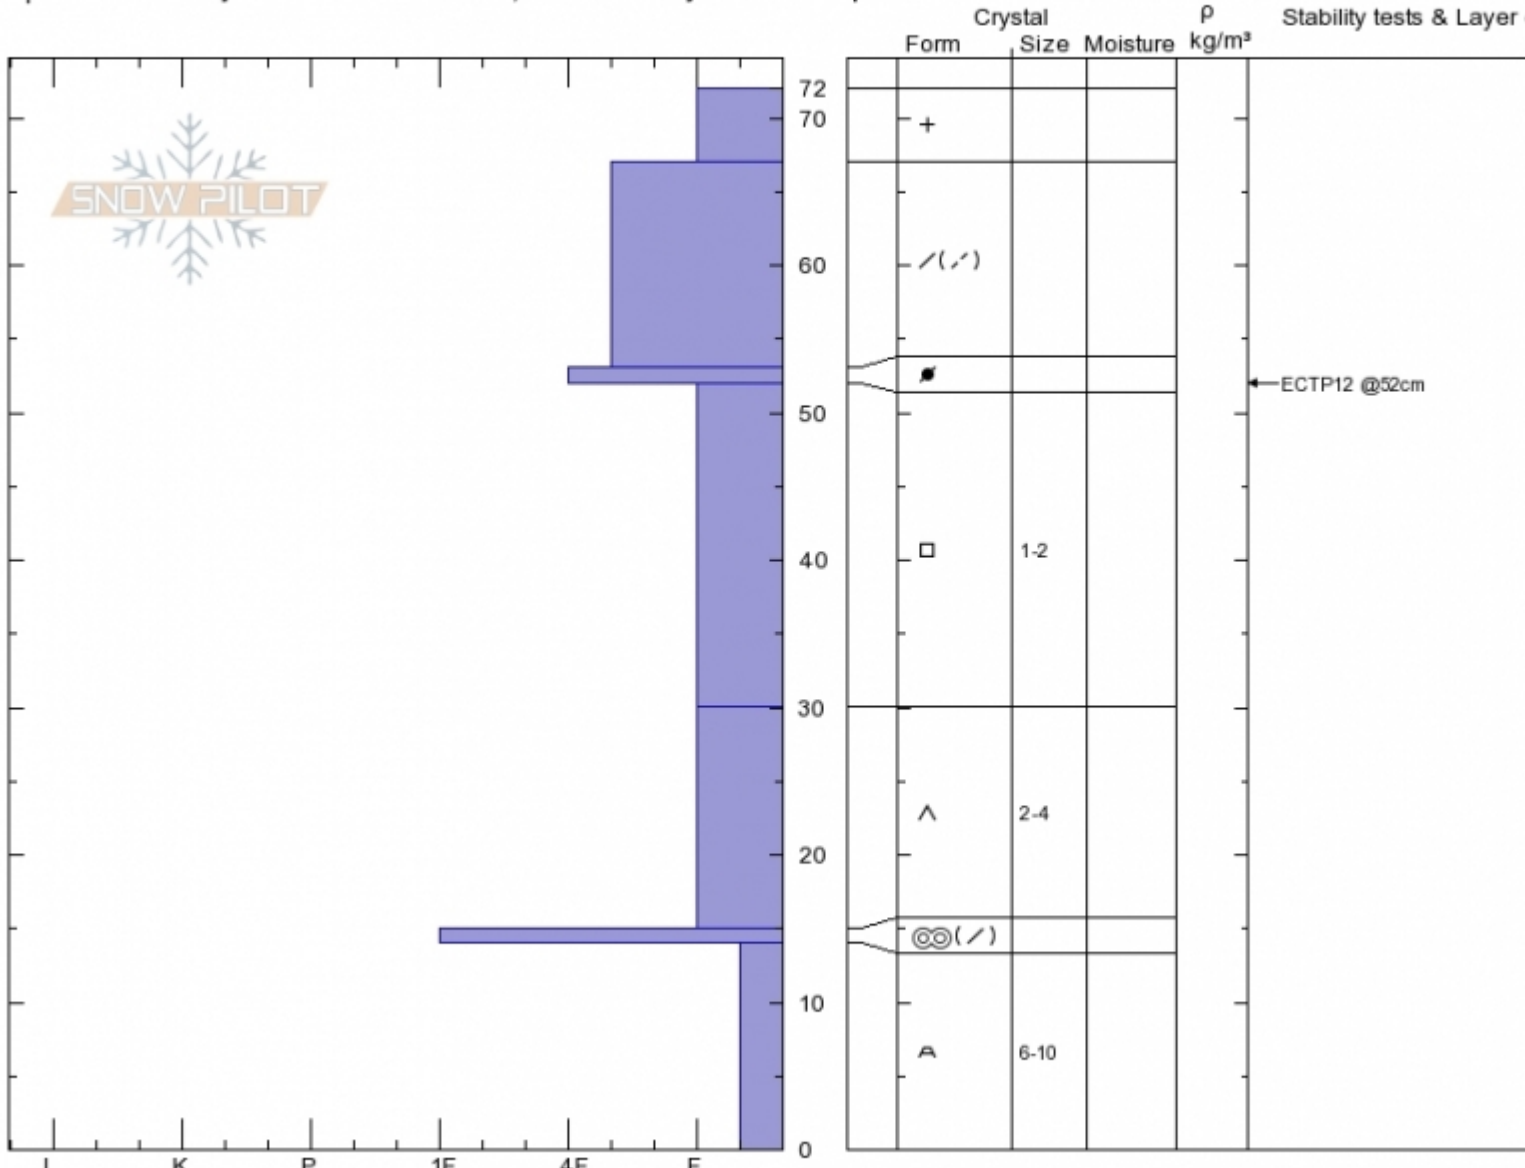 Crystal
ρ
Stability tests & Layer
Form
Size
Moisture
kg/m³
72
70
SNOW PILOT
60
ECTP12 @52cm
50
1-2
40
30
2-4
20
10
6-10
0
I K P 1F 4F F